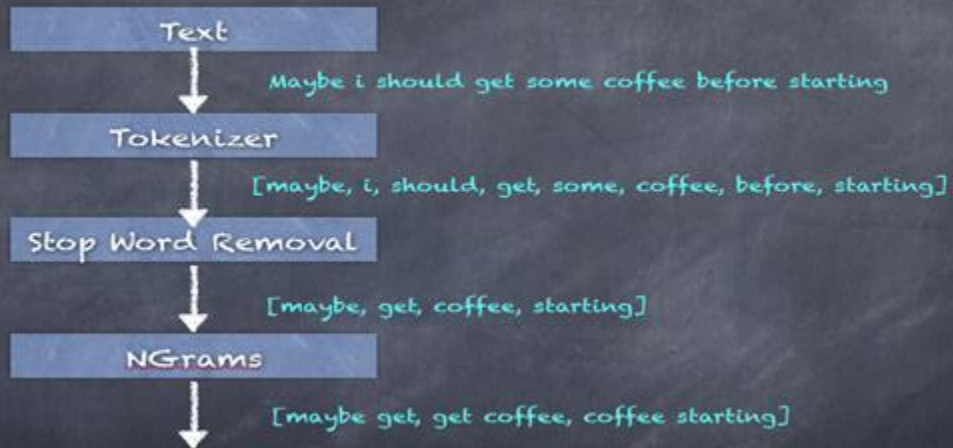 Text
Maybe i should get some coffee before starting
Tokenizer
[maybe, i, should, get, some, coffee, before, starting]
Stop Word Removal
[maybe, get, coffee, starting]
NGrams
[maybe get, get coffee, coffee starting]